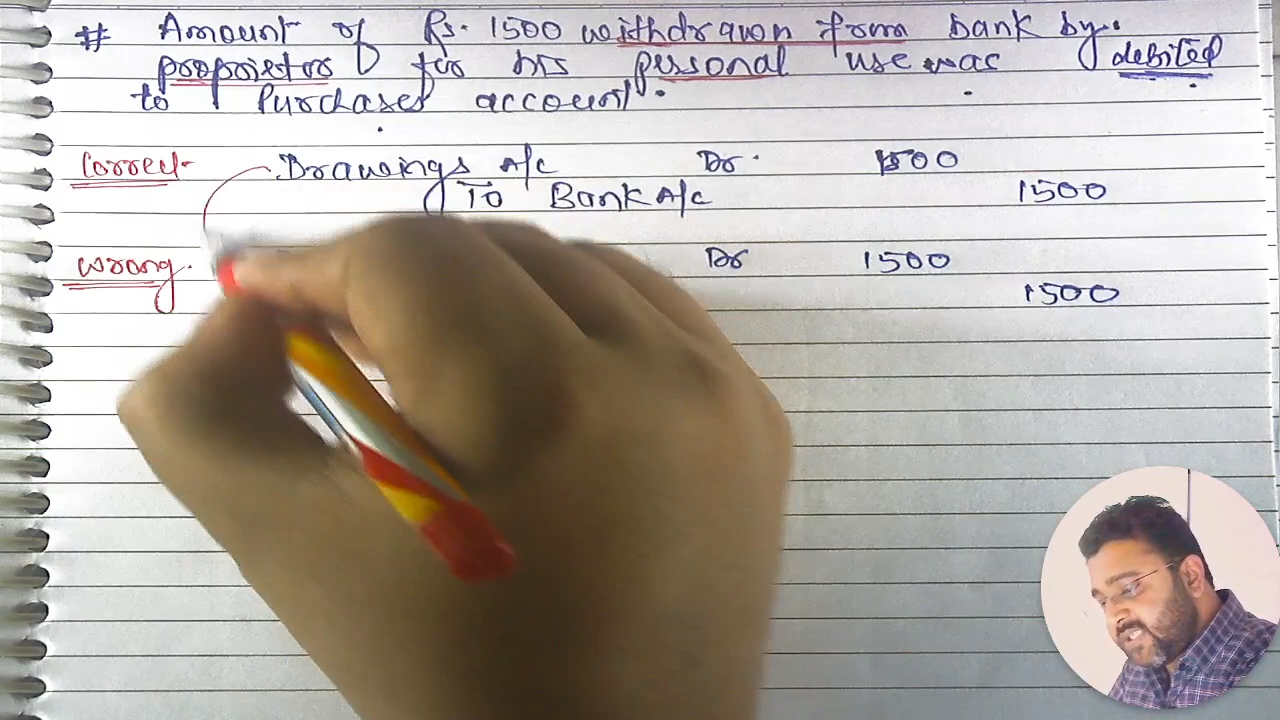 # Amount of Rs. 1500 withdrawn from bank by
proprietor for his personal use was debited
to Purchases account.
Correct Drawings A/c Dr. 1500
To Bank A/c 1500
Wrong. Dr 1500
1500